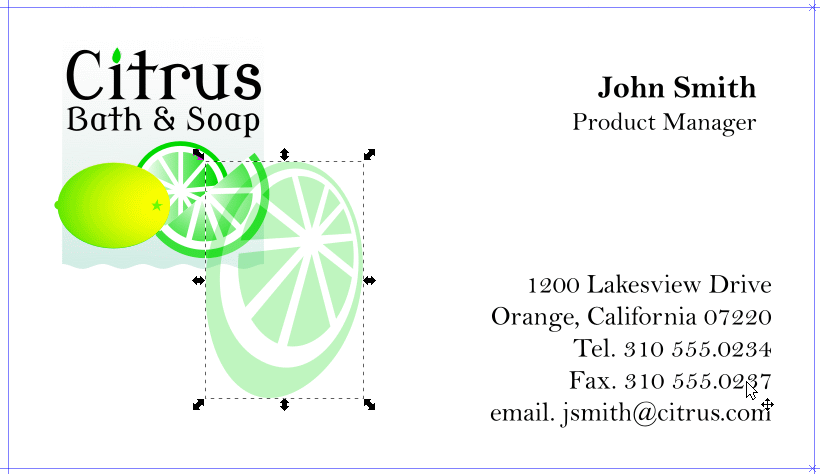 Citrus
Bath & Soap
John Smith
Product Manager
1200 Lakesview Drive
Orange, California 07220
Tel. 310 555.0234
Fax. 310 555.0237
email. jsmith@citrus.com